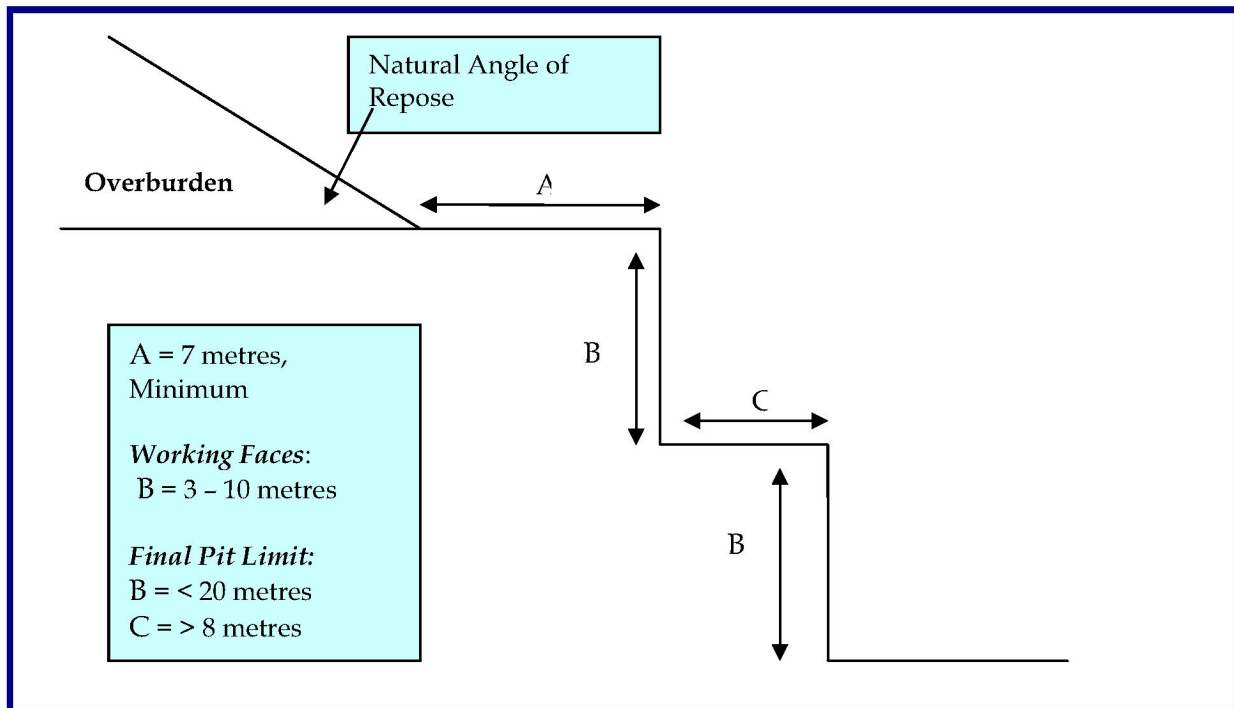 Natural Angle of
Repose
Overburden
A
B
C
B
A = 7 metres,
Minimum
Working Faces:
B = 3 – 10 metres
Final Pit Limit:
B = < 20 metres
C = > 8 metres